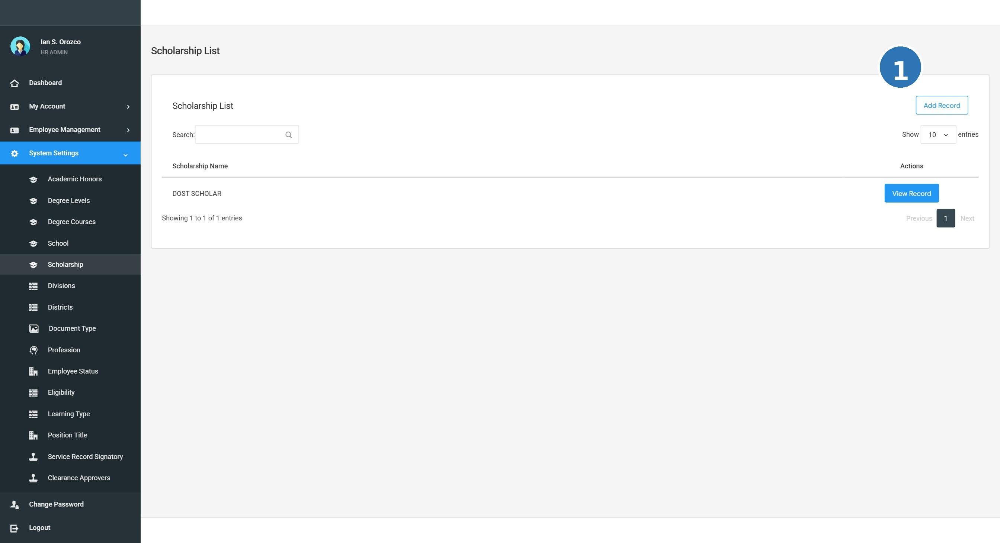 Ian S. Orozco
HR ADMIN
Dashboard
My Account
Employee Management
System Settings
Academic Honors
Degree Levels
Degree Courses
School
Scholarship
Divisions
Districts
Document Type
Profession
Employee Status
Eligibility
Learning Type
Position Title
Service Record Signatory
Clearance Approvers
Change Password
Logout
Scholarship List
1
Scholarship List
Add Record
Search:
Show 10 entries
Scholarship Name Actions
DOST SCHOLAR View Record
Showing 1 to 1 of 1 entries Previous 1 Next